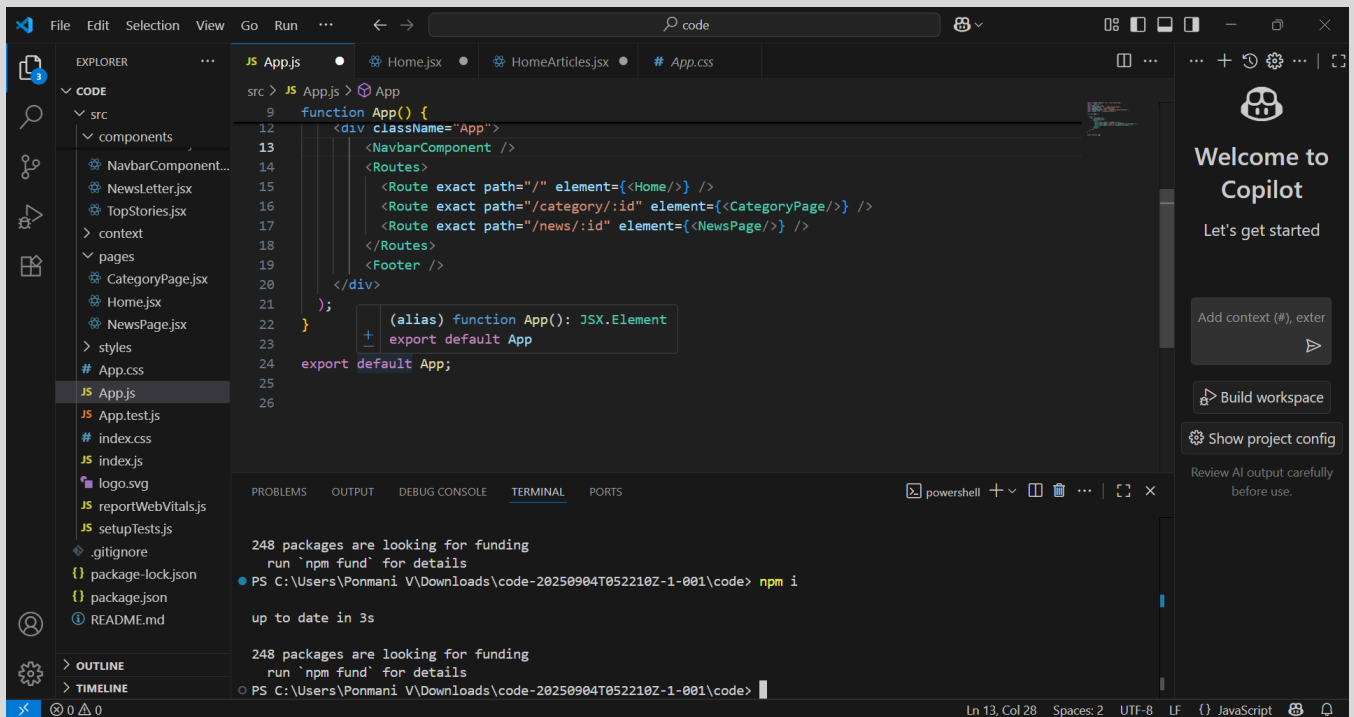 File Edit Selection View Go Run ··· code
EXPLORER ···
CODE
src
components
NavbarComponent...
NewsLetter.jsx
TopStories.jsx
context
pages
CategoryPage.jsx
Home.jsx
NewsPage.jsx
styles
# App.css
JS App.js
JS App.test.js
# index.css
JS index.js
logo.svg
JS reportWebVitals.js
JS setupTests.js
.gitignore
{} package-lock.json
{} package.json
README.md
OUTLINE
TIMELINE
3
JS App.js Home.jsx HomeArticles.jsx # App.css
src > JS App.js > App
9 function App() {
12 <div className="App">
13 <NavbarComponent />
14 <Routes>
15 <Route exact path="/" element={<Home/>} />
16 <Route exact path="/category/:id" element={<CategoryPage/>} />
17 <Route exact path="/news/:id" element={<NewsPage/>} />
18 </Routes>
19 <Footer />
20 </div>
21 );
22 }
23
24 export default App;
25
26
(alias) function App(): JSX.Element
export default App
PROBLEMS OUTPUT DEBUG CONSOLE TERMINAL PORTS powershell
248 packages are looking for funding
run `npm fund` for details
PS C:\Users\Ponmani V\Downloads\code-20250904T052210Z-1-001\code> npm i
up to date in 3s
248 packages are looking for funding
run `npm fund` for details
PS C:\Users\Ponmani V\Downloads\code-20250904T052210Z-1-001\code>
Welcome to
Copilot
Let's get started
Add context (#), exter
Build workspace
Show project config
Review AI output carefully
before use.
0 0 Ln 13, Col 28 Spaces: 2 UTF-8 LF {} JavaScript